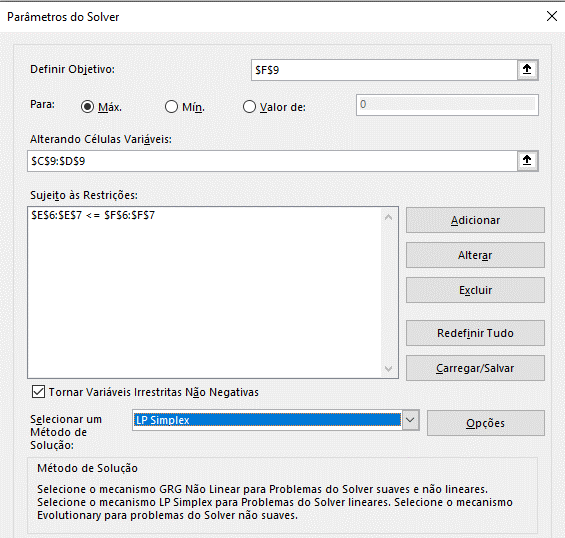 Parâmetros do Solver
Definir Objetivo: $F$9
Para: Máx. Mín. Valor de: 0
Alterando Células Variáveis:
$C$9:$D$9
Sujeito às Restrições:
$E$6:$E$7 <= $F$6:$F$7
Adicionar
Alterar
Excluir
Redefinir Tudo
Carregar/Salvar
Tornar Variáveis Irrestritas Não Negativas
Selecionar um
Método de
Solução:
LP Simplex
Opções
Método de Solução
Selecione o mecanismo GRG Não Linear para Problemas do Solver suaves e não lineares.
Selecione o mecanismo LP Simplex para Problemas do Solver lineares. Selecione o mecanismo
Evolutionary para problemas do Solver não suaves.